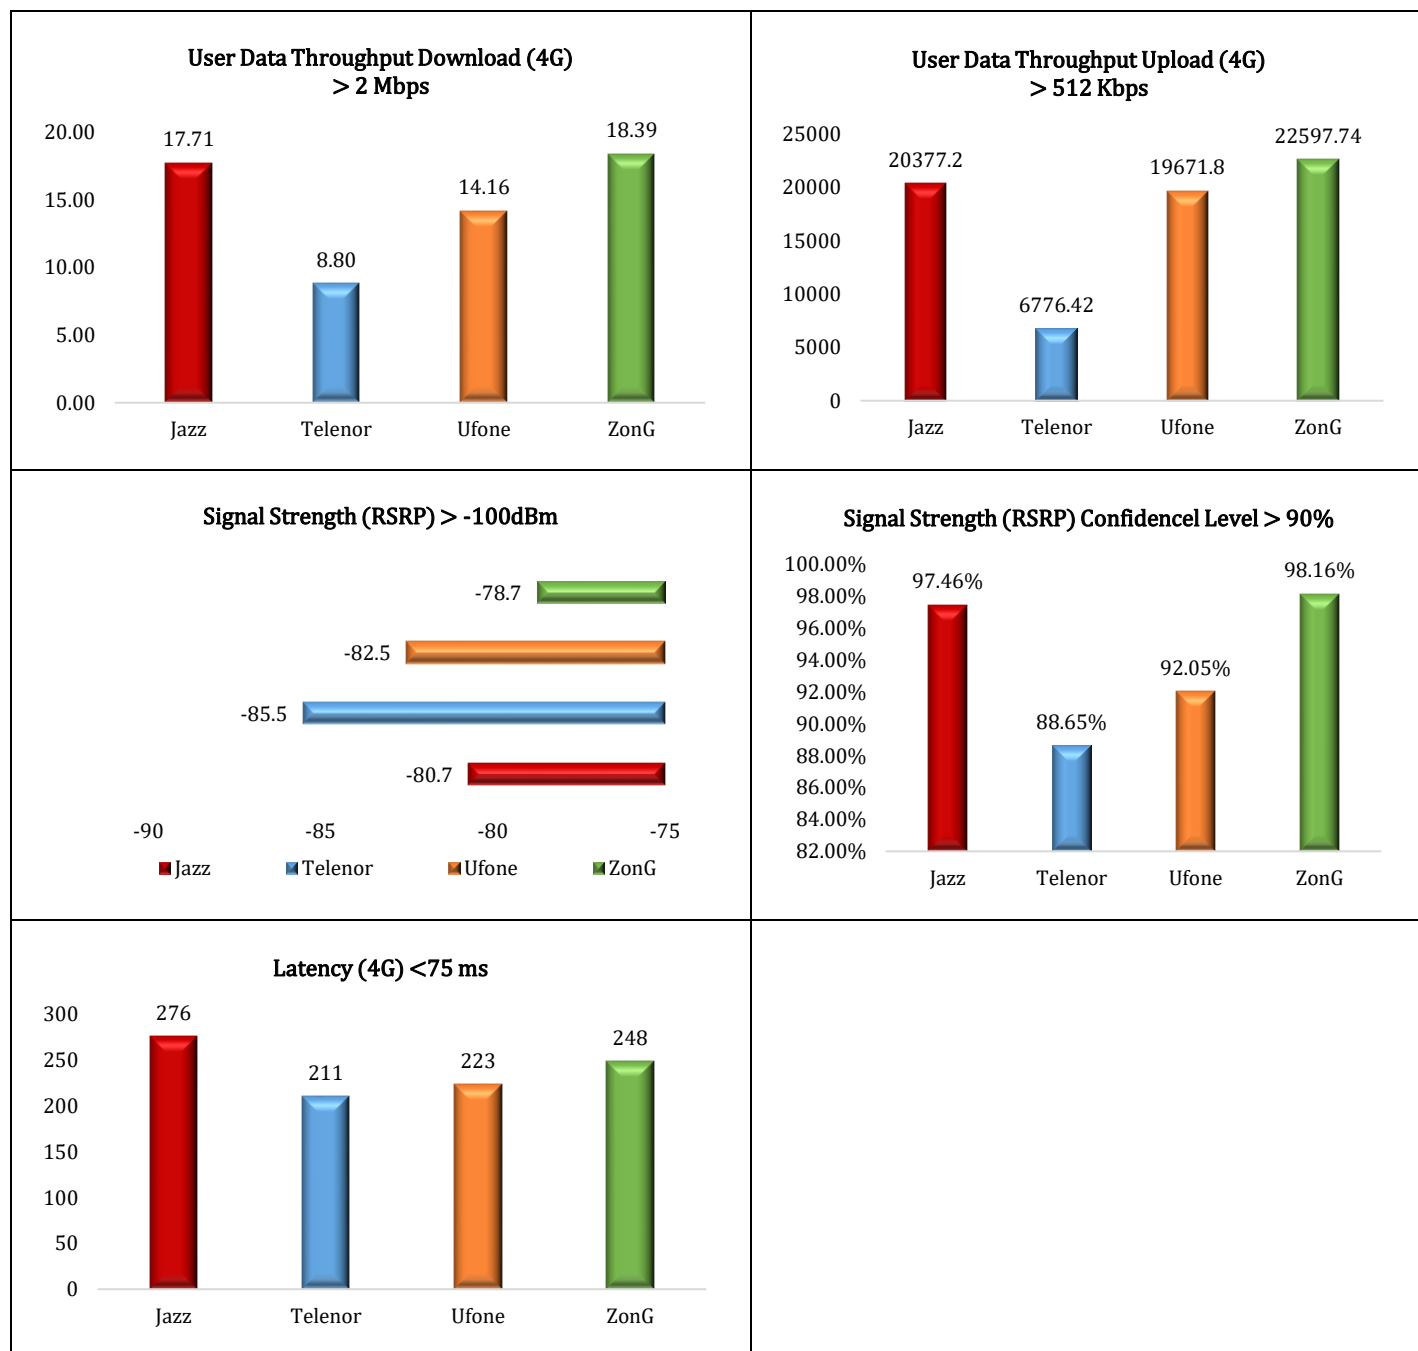 User Data Throughput Download (4G)
> 2 Mbps
20.00
15.00
10.00
5.00
0.00
17.71
8.80
14.16
18.39
Jazz
Telenor
Ufone
ZonG
User Data Throughput Upload (4G)
> 512 Kbps
25000
20000
15000
10000
5000
0
20377.2
6776.42
19671.8
22597.74
Jazz
Telenor
Ufone
ZonG
Signal Strength (RSRP) > -100dBm
-78.7
-82.5
-85.5
-80.7
-90
-85
-80
-75
Jazz
Telenor
Ufone
ZonG
Signal Strength (RSRP) Confidencel Level > 90%
100.00%
98.00%
96.00%
94.00%
92.00%
90.00%
88.00%
86.00%
84.00%
82.00%
97.46%
88.65%
92.05%
98.16%
Jazz
Telenor
Ufone
ZonG
Latency (4G) <75 ms
300
250
200
150
100
50
0
276
211
223
248
Jazz
Telenor
Ufone
ZonG